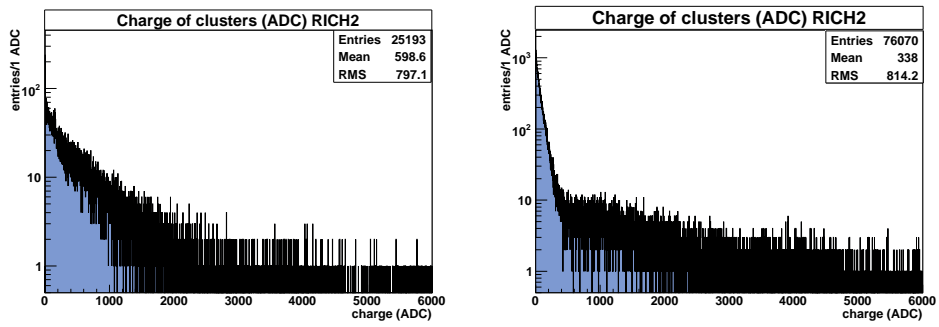 Charge of clusters (ADC) RICH2
Entries 25193
Mean 598.6
RMS 797.1
entries/1 ADC
10²
10
1
0 1000 2000 3000 4000 5000 6000
charge (ADC)
Charge of clusters (ADC) RICH2
Entries 76070
Mean 338
RMS 814.2
entries/1 ADC
10³
10²
10
1
0 1000 2000 3000 4000 5000 6000
charge (ADC)